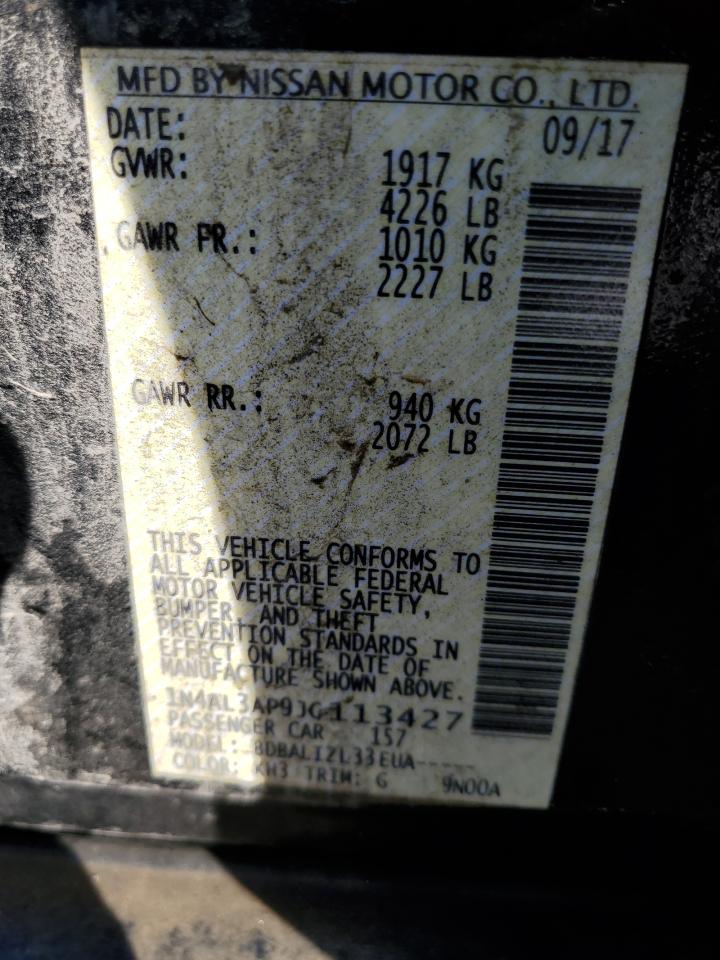 MFD BY NISSAN MOTOR CO., LTD.
DATE: 09/17
GVWR: 1917 KG
4226 LB
GAWR FR.: 1010 KG
2227 LB
GAWR RR.: 940 KG
2072 LB
THIS VEHICLE CONFORMS TO
ALL APPLICABLE FEDERAL
MOTOR VEHICLE SAFETY,
BUMPER, AND THEFT
PREVENTION STANDARDS IN
EFFECT ON THE DATE OF
MANUFACTURE SHOWN ABOVE.
1N4AL3AP9JC113427
PASSENGER CAR 157
MODEL: BDBALI2L33EUA-----
COLOR: KH3 TRIM: G 9N00A